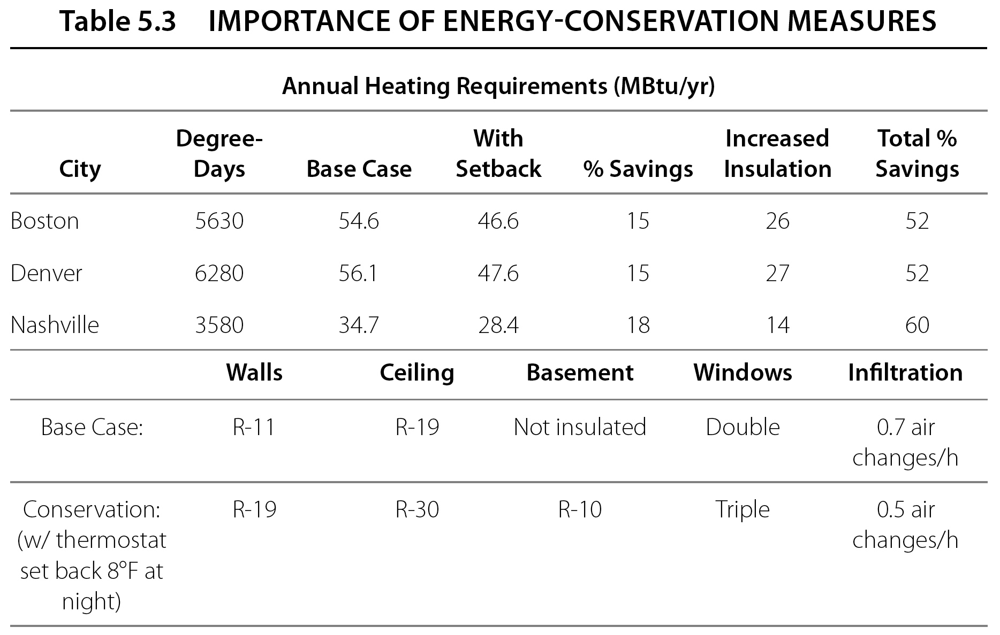 Table 5.3 IMPORTANCE OF ENERGY-CONSERVATION MEASURES
Annual Heating Requirements (MBtu/yr)
City Degree-Days Base Case With Setback % Savings Increased Insulation Total % Savings
Boston 5630 54.6 46.6 15 26 52
Denver 6280 56.1 47.6 15 27 52
Nashville 3580 34.7 28.4 18 14 60
Walls Ceiling Basement Windows Infiltration
Base Case: R-11 R-19 Not insulated Double 0.7 air
changes/h
Conservation: R-19 R-30 R-10 Triple 0.5 air
(w/ thermostat changes/h
set back 8°F at
night)